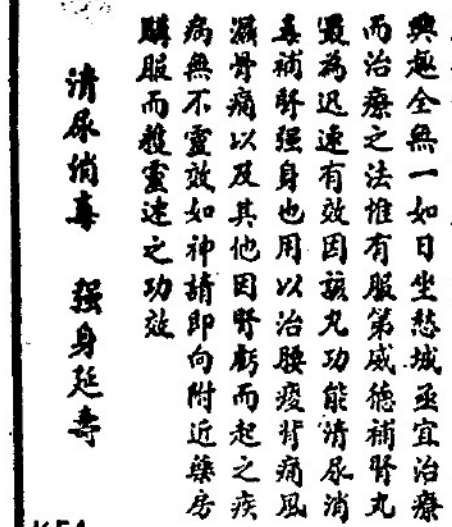 興趣全無一如日坐愁城亟宜治療
而治療之法惟有服第威德補腎丸
最為迅速有效因該丸功能清尿消
毒補腎强身也用以治腰痠背痛風
濕骨痛以及其他因腎虧而起之疾
病無不靈效如神請即向附近藥房
購服而穫靈速之功效
清尿消毒 强身延壽
K51